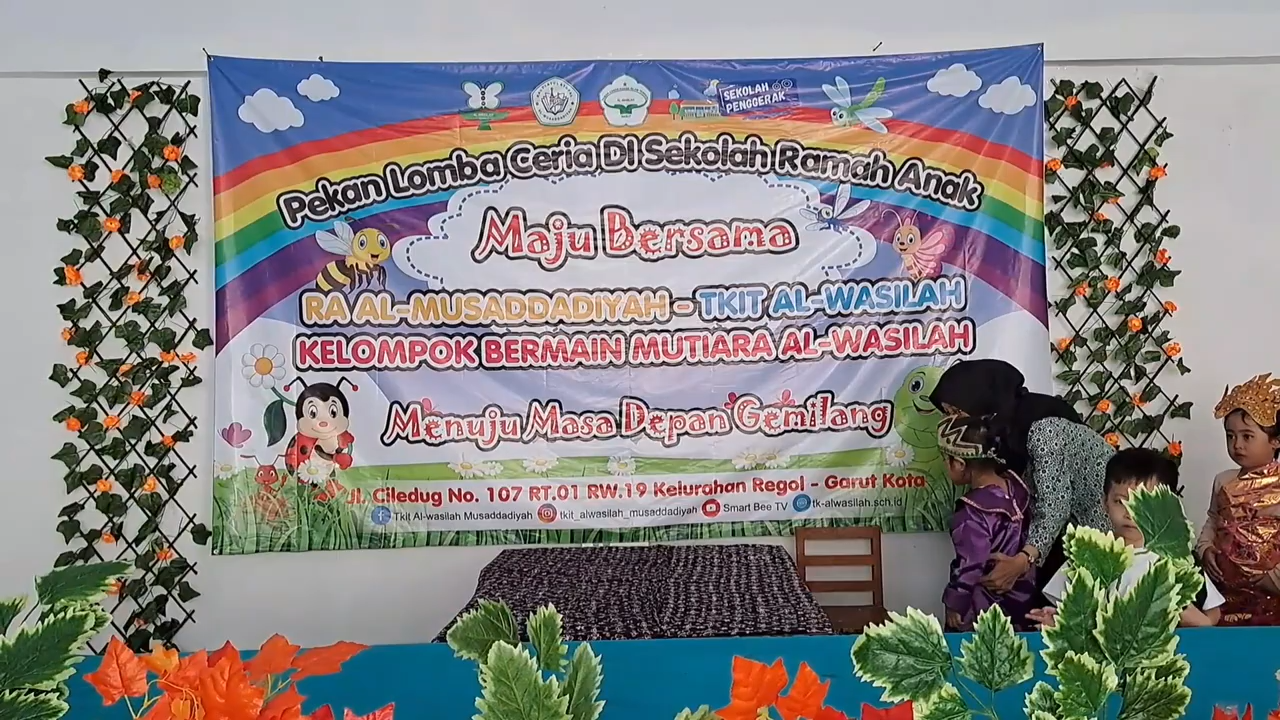 SEKOLAH
PENGGERAK
Pekan Lomba Ceria DI Sekolah Ramah Anak
Maju Bersama
RA AL-MUSADDADIYAH - TKIT AL-WASILAH
KELOMPOK BERMAIN MUTIARA AL-WASILAH
Menuju Masa Depan Gemilang
Jl. Ciledug No. 107 RT.01 RW.19 Kelurahan Regol - Garut Kota
Tkit Al-wasilah Musaddadiyah tkit_alwasilah_musaddadiyah Smart Bee TV tk-alwasilah.sch.id